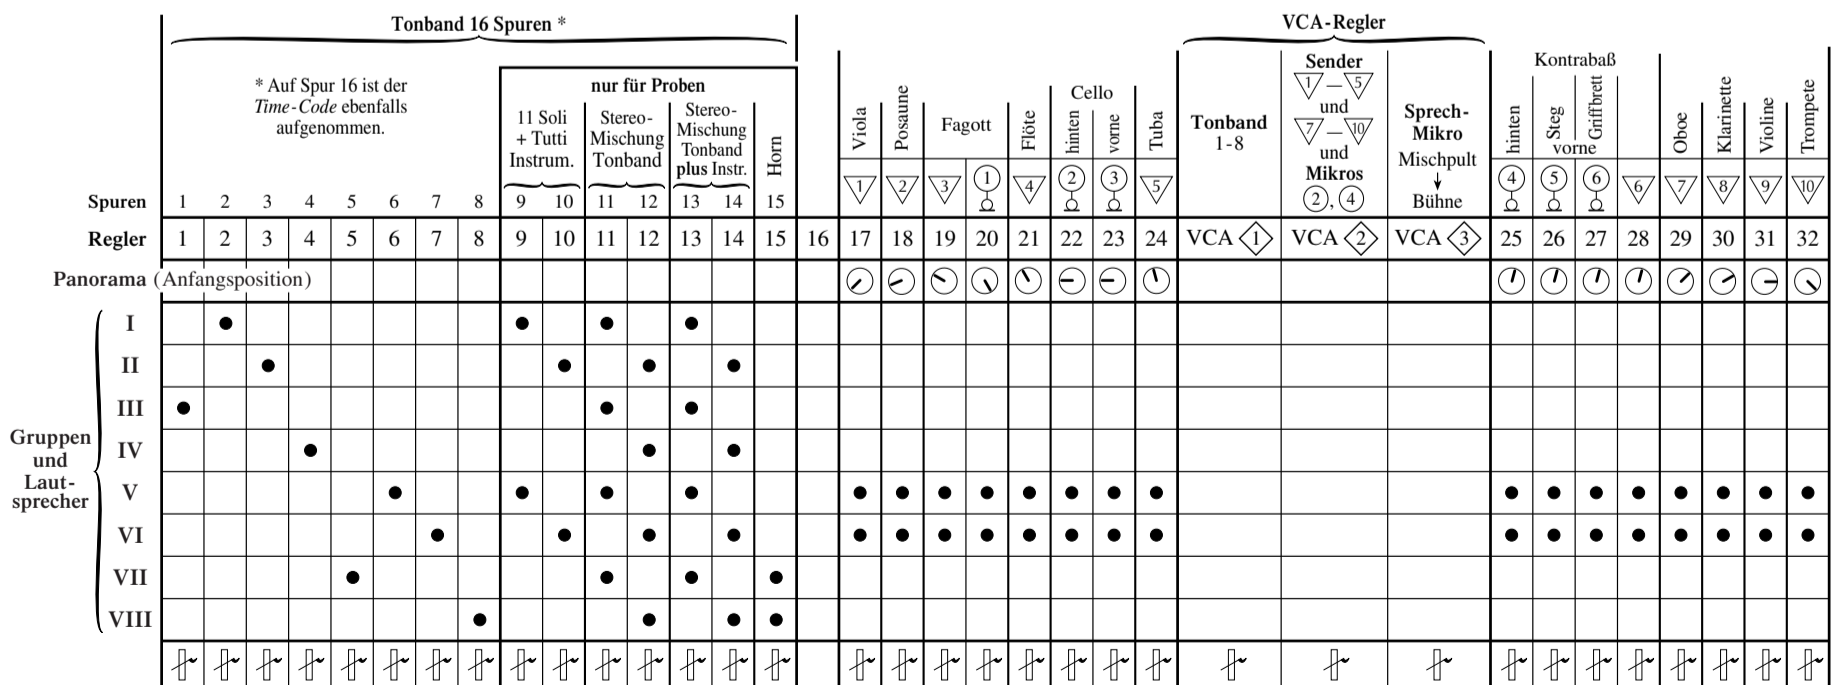 Tonband 16 Spuren *
* Auf Spur 16 ist der
Time-Code ebenfalls
aufgenommen.
nur für Proben
11 Soli
+ Tutti
Instrum.
Stereo-
Mischung
Tonband
Stereo-
Mischung
Tonband
plus Instr.
Horn
Viola
Posaune
Fagott
Flöte
Cello
hinten
vorne
Tuba
VCA-Regler
Tonband
1-8
Sender
1 — 5
und
7 — 10
und
Mikros
2, 4
Sprech-
Mikro
Mischpult
↓
Bühne
Kontrabaß
hinten
Steg
Griffbrett
vorne
Oboe
Klarinette
Violine
Trompete
1 2 3 1 4 2 3 5 4 5 6 6 7 8 9 10
Spuren 1 2 3 4 5 6 7 8 9 10 11 12 13 14 15
Regler 1 2 3 4 5 6 7 8 9 10 11 12 13 14 15 16 17 18 19 20 21 22 23 24 VCA 1 VCA 2 VCA 3 25 26 27 28 29 30 31 32
Panorama (Anfangsposition)
Gruppen
und
Laut-
sprecher
I
II
III
IV
V
VI
VII
VIII